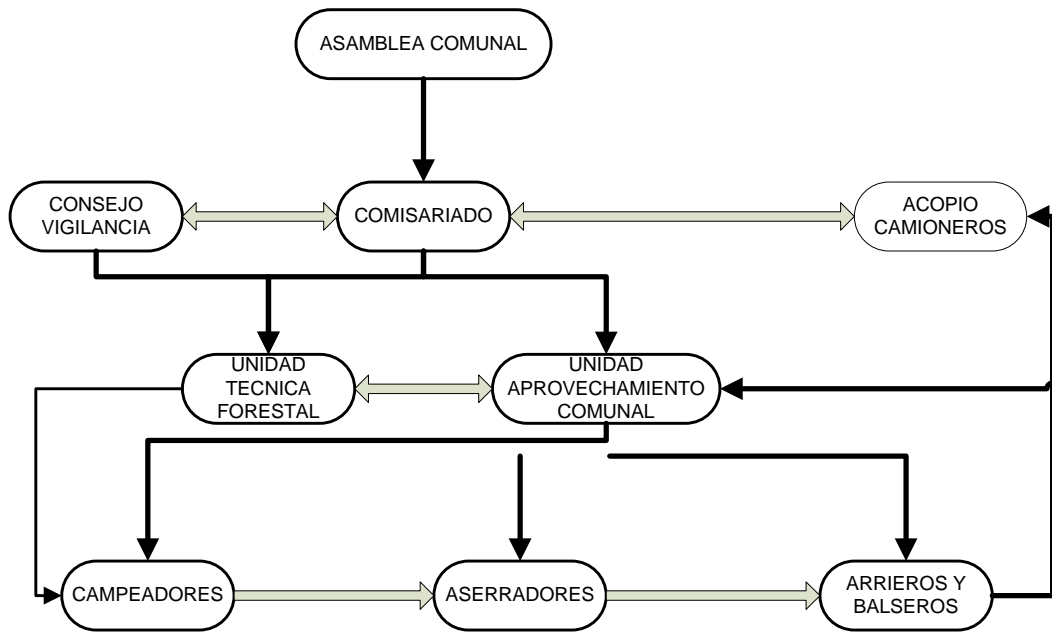 ASAMBLEA COMUNAL
CONSEJO
VIGILANCIA
COMISARIADO
ACOPIO
CAMIONEROS
UNIDAD
TECNICA
FORESTAL
UNIDAD
APROVECHAMIENTO
COMUNAL
CAMPEADORES
ASERRADORES
ARRIEROS Y
BALSEROS